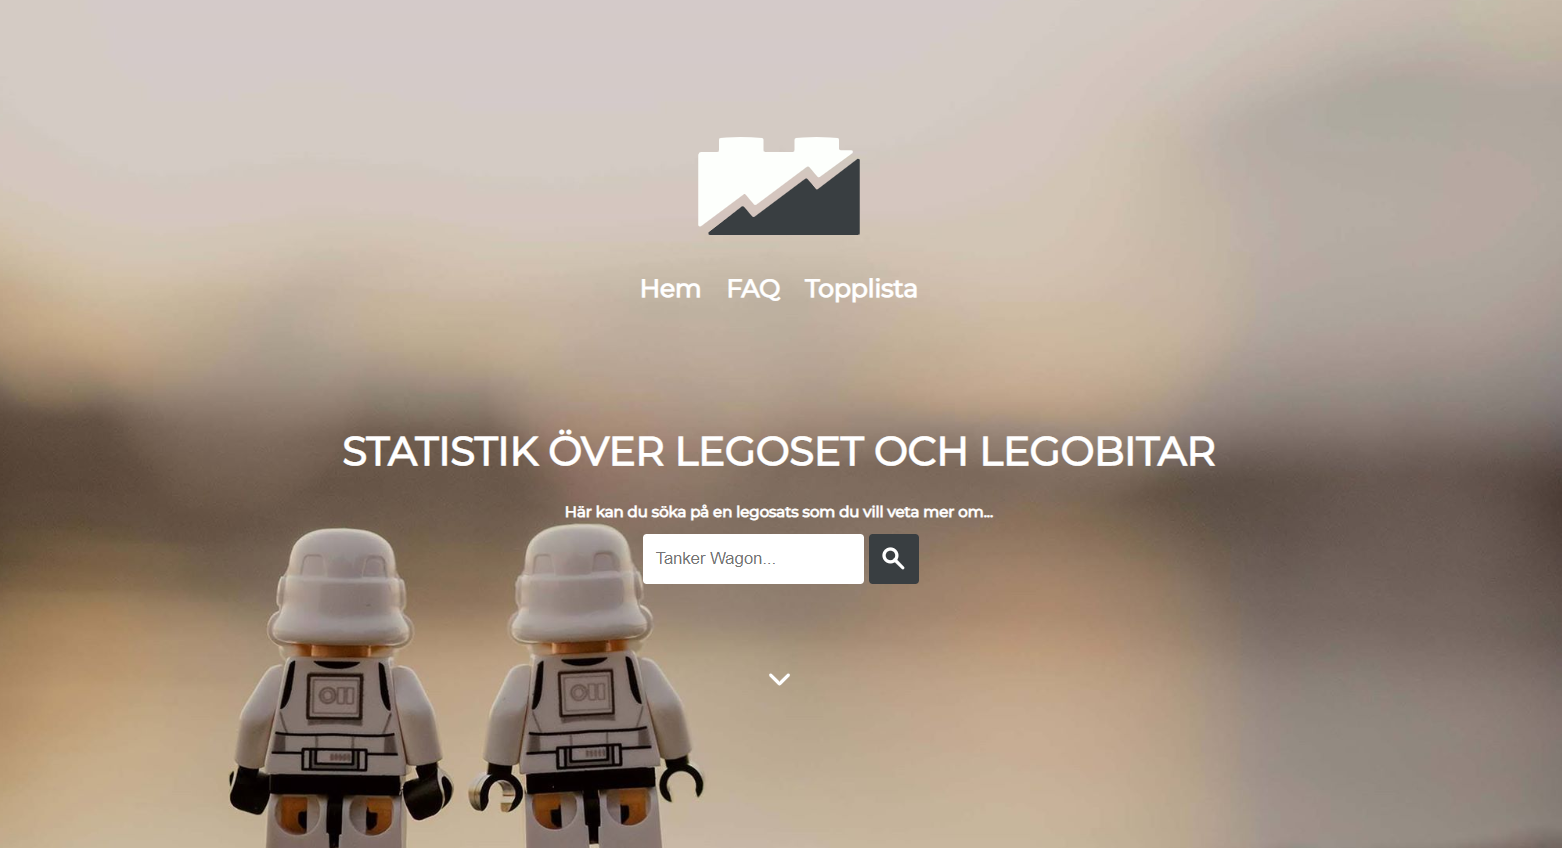 Hem FAQ Topplista
STATISTIK ÖVER LEGOSET OCH LEGOBITAR
Här kan du söka på en legosats som du vill veta mer om...
Tanker Wagon...